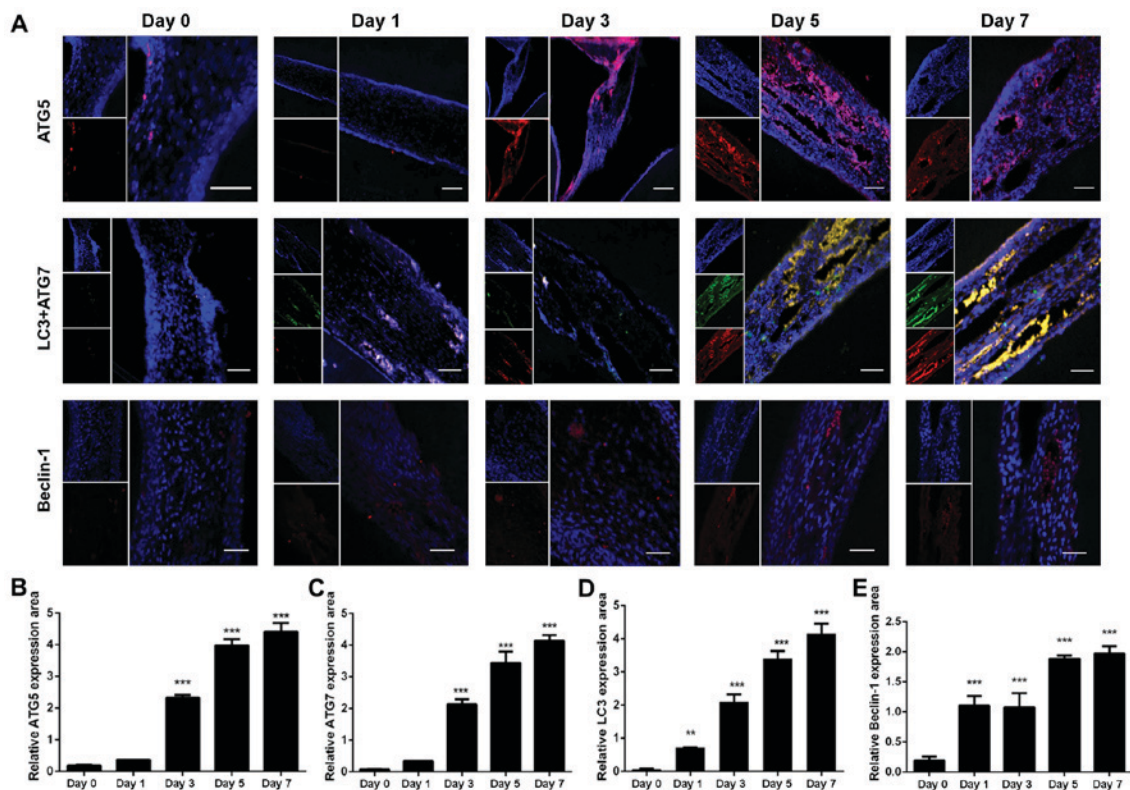 A
Day 0 Day 1 Day 3 Day 5 Day 7
ATG5
LC3+ATG7
Beclin-1
B
Relative ATG5 expression area
5
4
3
2
1
0
***
***
***
Day 0 Day 1 Day 3 Day 5 Day 7
C
Relative ATG7 expression area
5
4
3
2
1
0
***
***
***
Day 0 Day 1 Day 3 Day 5 Day 7
D
Relative LC3 expression area
5
4
3
2
1
0
**
***
***
***
Day 0 Day 1 Day 3 Day 5 Day 7
E
Relative Beclin-1 expression area
2.5
2.0
1.5
1.0
0.5
0.0
***
***
***
***
Day 0 Day 1 Day 3 Day 5 Day 7